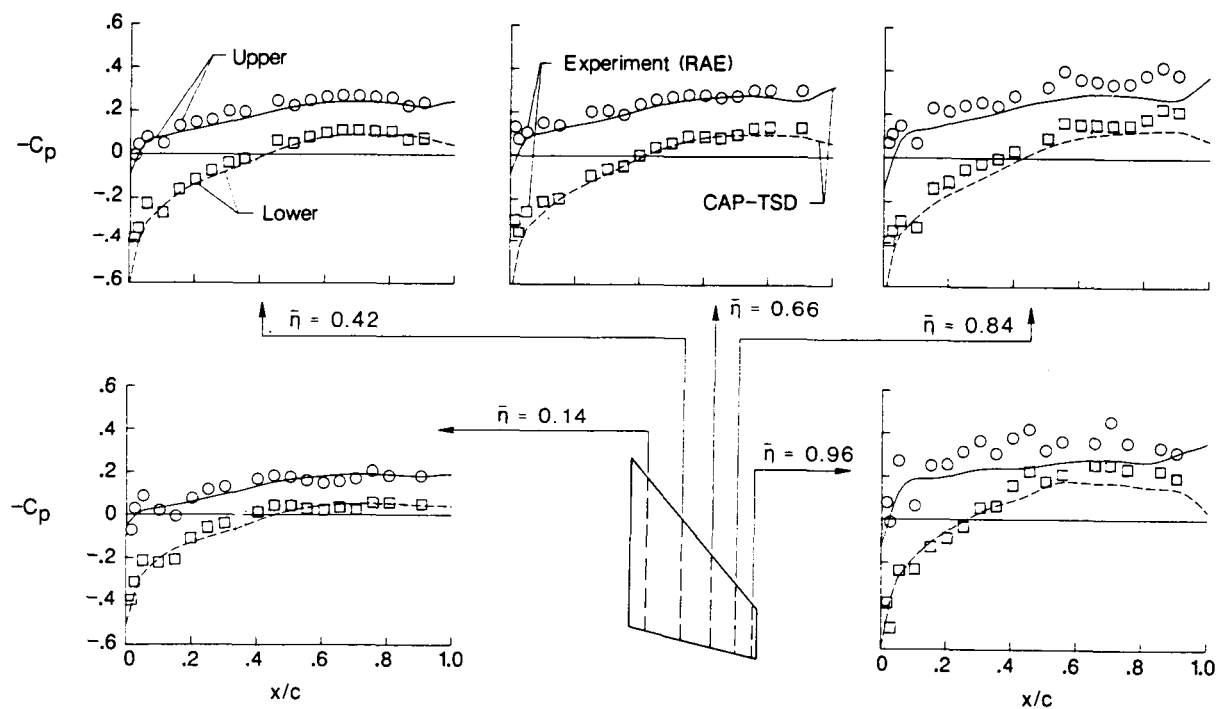 .6
.4
.2
0
-.2
-.4
-.6
-Cp
Upper
Lower
Experiment (RAE)
CAP-TSD
η̄ = 0.42
η̄ = 0.66
η̄ = 0.84
.6
.4
.2
0
-.2
-.4
-.6
-Cp
η̄ = 0.14
η̄ = 0.96
0 .2 .4 .6 .8 1.0
x/c
0 .2 .4 .6 .8 1.0
x/c